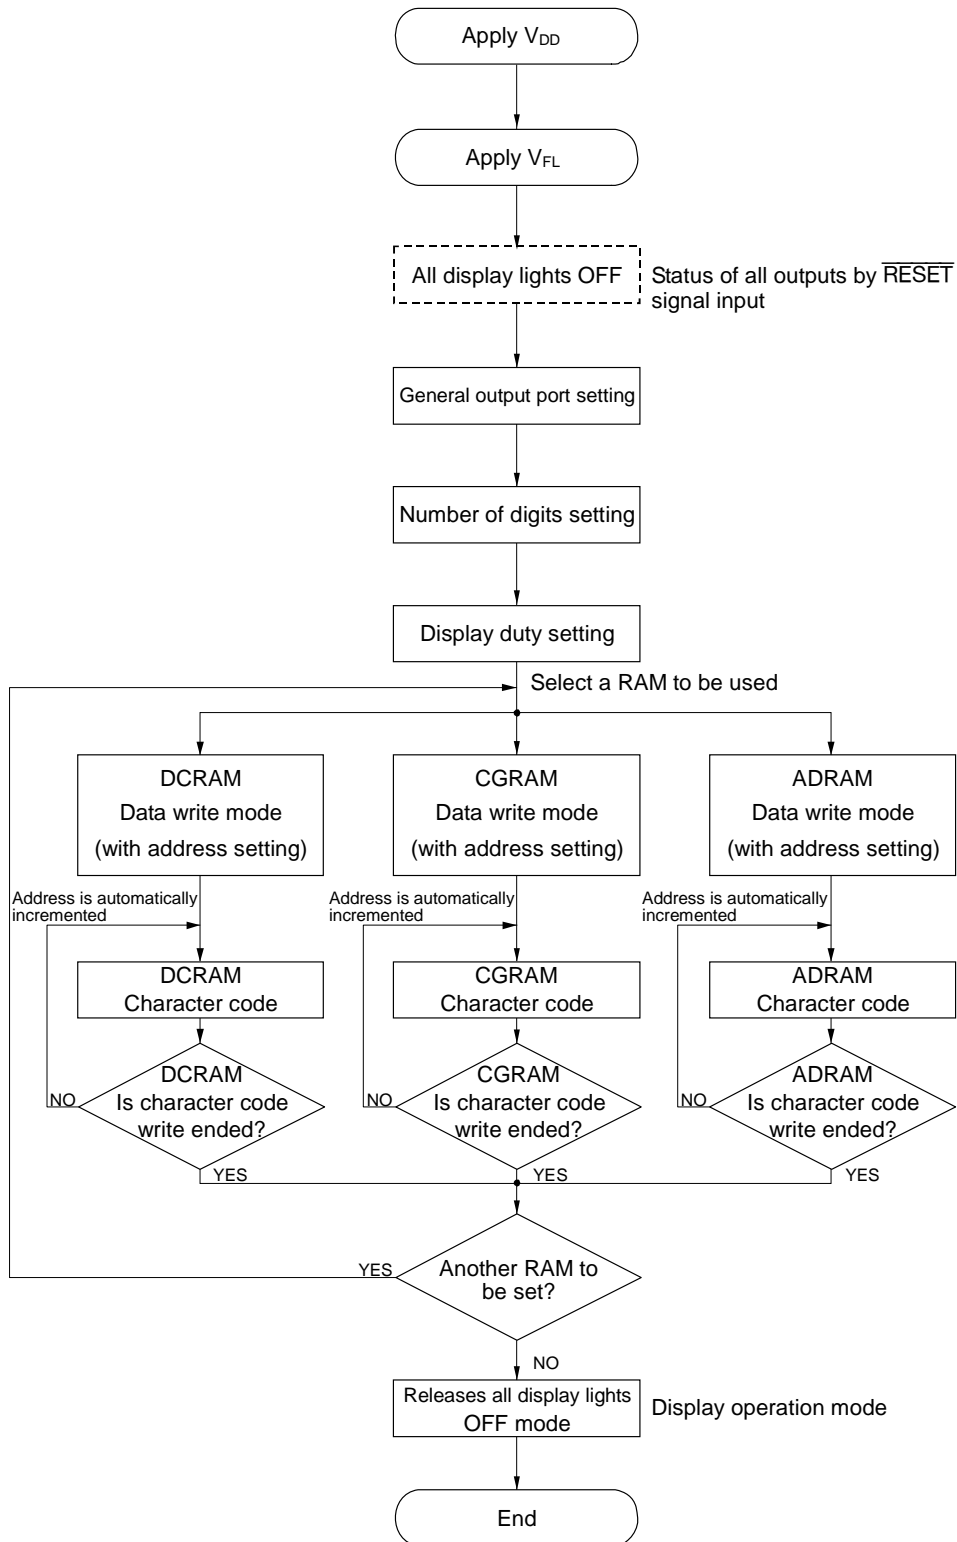 Apply VDD
Apply VFL
All display lights OFF
Status of all outputs by RESET
signal input
General output port setting
Number of digits setting
Display duty setting
Select a RAM to be used
DCRAM
Data write mode
(with address setting)
CGRAM
Data write mode
(with address setting)
ADRAM
Data write mode
(with address setting)
Address is automatically
incremented
Address is automatically
incremented
Address is automatically
incremented
DCRAM
Character code
CGRAM
Character code
ADRAM
Character code
DCRAM
Is character code
write ended?
NO
YES
CGRAM
Is character code
write ended?
NO
YES
ADRAM
Is character code
write ended?
NO
YES
Another RAM to
be set?
YES
NO
Releases all display lights
OFF mode
Display operation mode
End